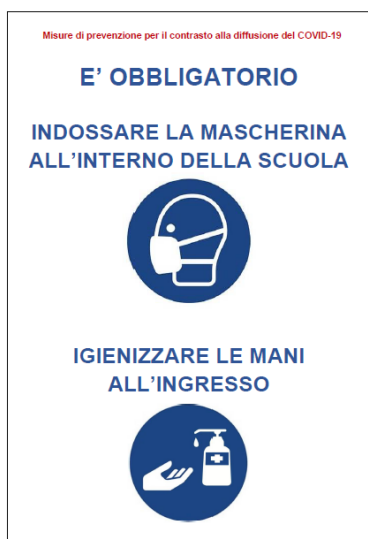 Misure di prevenzione per il contrasto alla diffusione del COVID-19
E' OBBLIGATORIO
INDOSSARE LA MASCHERINA
ALL'INTERNO DELLA SCUOLA
IGIENIZZARE LE MANI
ALL'INGRESSO